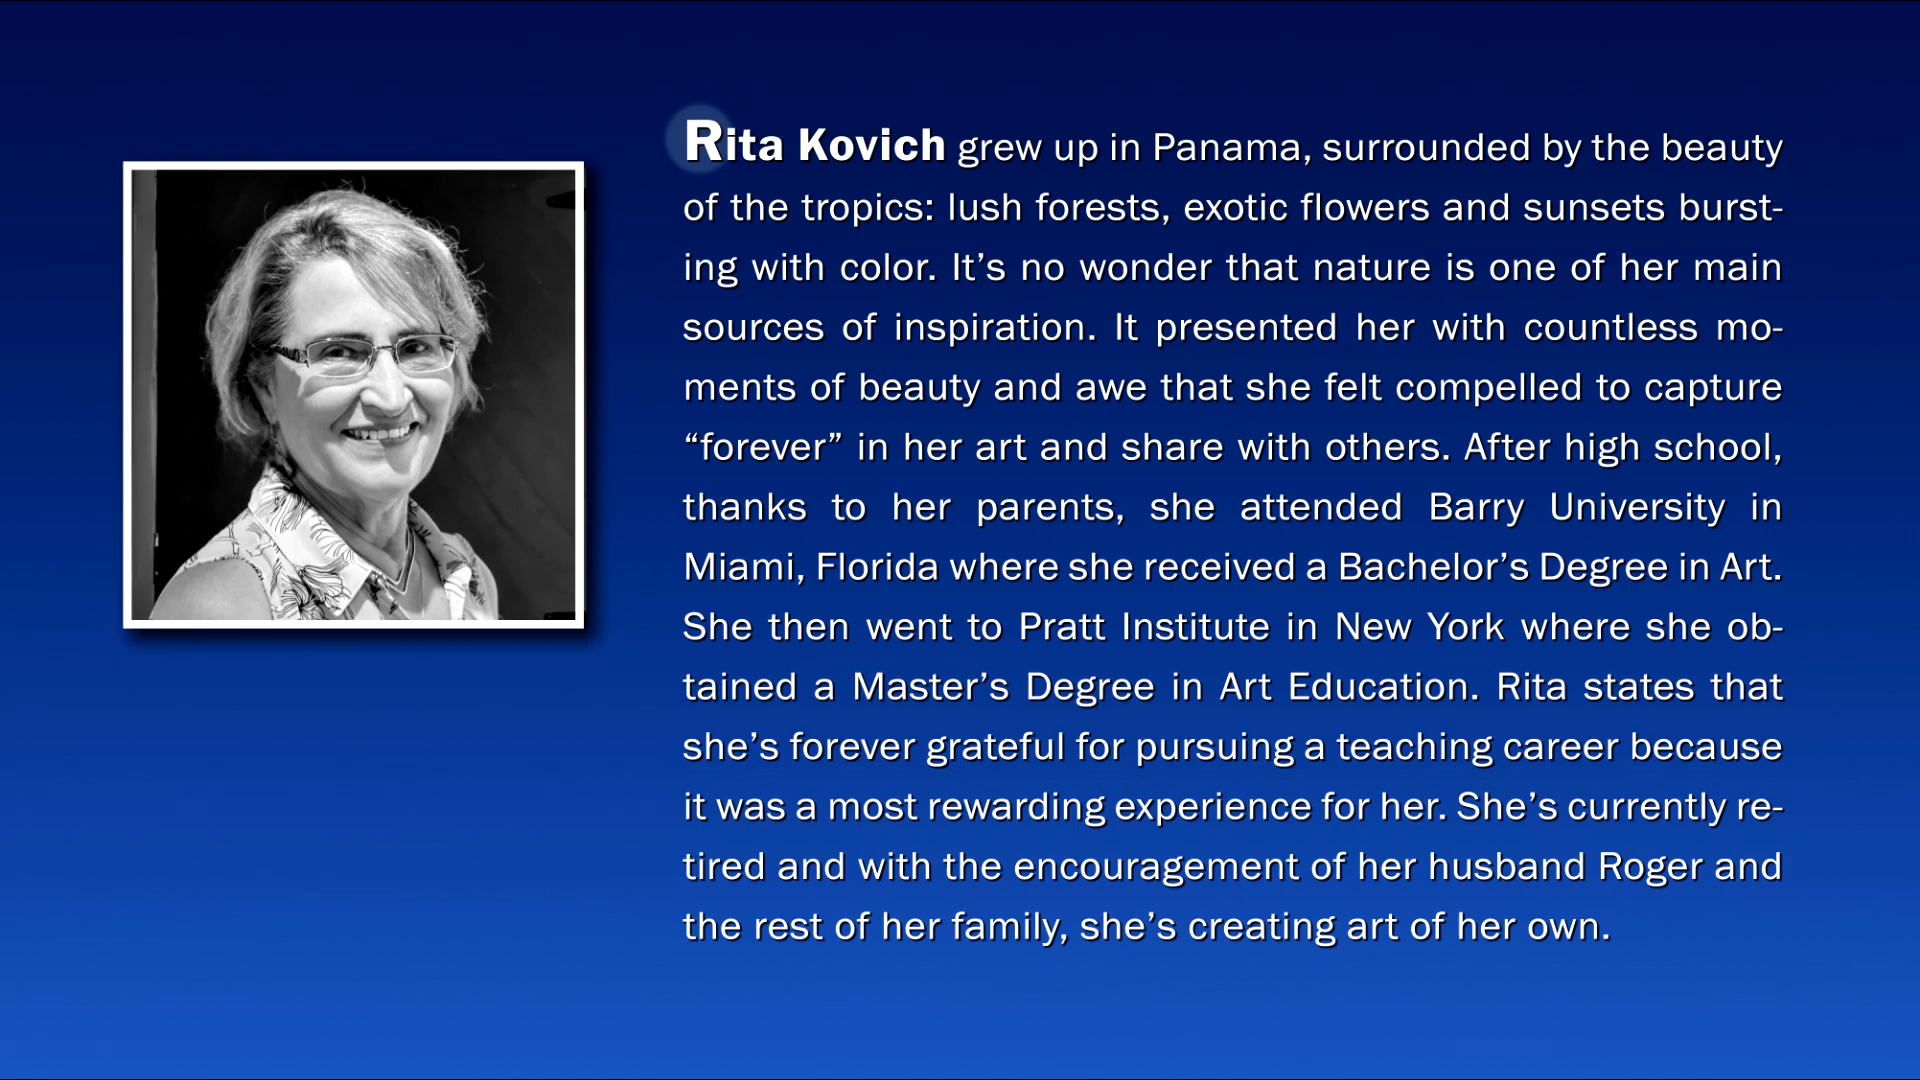 Rita Kovich grew up in Panama, surrounded by the beauty
of the tropics: lush forests, exotic flowers and sunsets burst-
ing with color. It’s no wonder that nature is one of her main
sources of inspiration. It presented her with countless mo-
ments of beauty and awe that she felt compelled to capture
“forever” in her art and share with others. After high school,
thanks to her parents, she attended Barry University in
Miami, Florida where she received a Bachelor’s Degree in Art.
She then went to Pratt Institute in New York where she ob-
tained a Master’s Degree in Art Education. Rita states that
she’s forever grateful for pursuing a teaching career because
it was a most rewarding experience for her. She’s currently re-
tired and with the encouragement of her husband Roger and
the rest of her family, she’s creating art of her own.